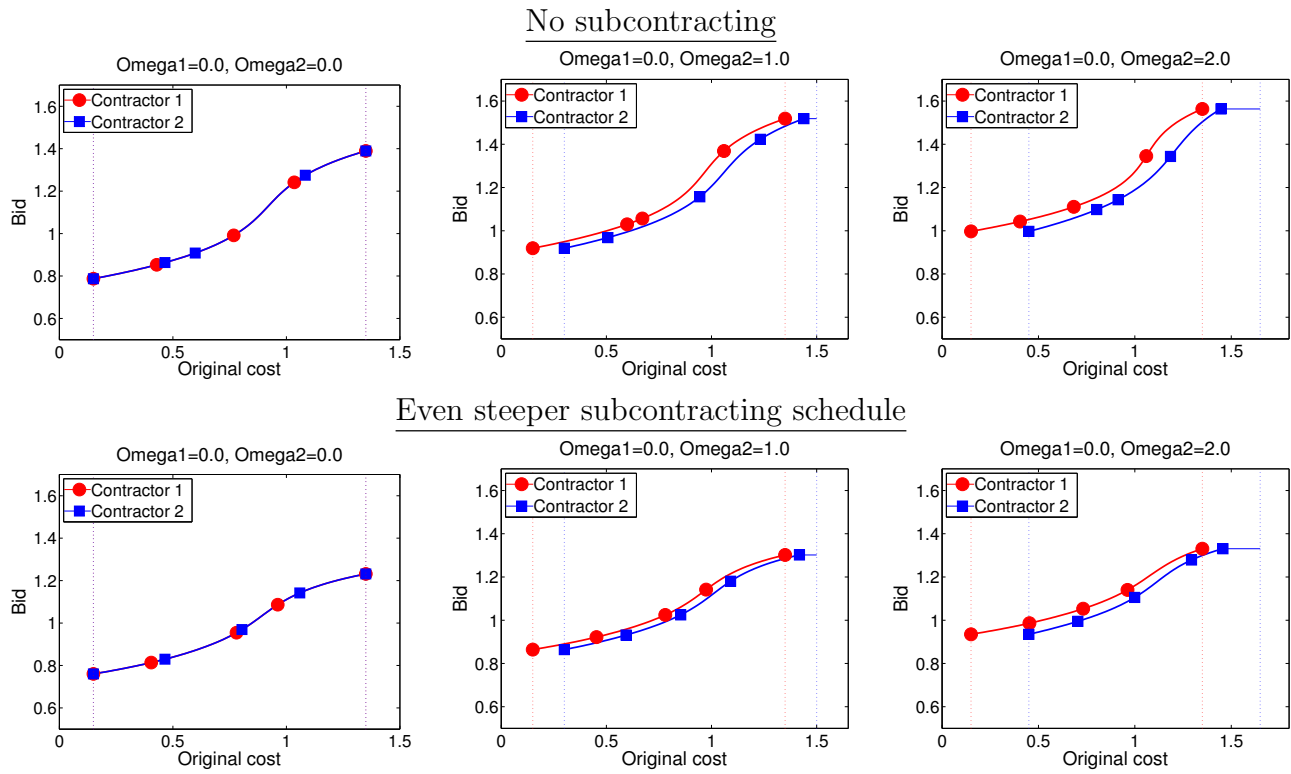 No subcontracting
Omega1=0.0, Omega2=0.0
Contractor 1
Contractor 2
Bid
1.6
1.4
1.2
1
0.8
0.6
0
0.5
1
1.5
Original cost
Omega1=0.0, Omega2=1.0
Contractor 1
Contractor 2
Bid
1.6
1.4
1.2
1
0.8
0.6
0
0.5
1
1.5
Original cost
Omega1=0.0, Omega2=2.0
Contractor 1
Contractor 2
Bid
1.6
1.4
1.2
1
0.8
0.6
0
0.5
1
1.5
Original cost
Even steeper subcontracting schedule
Omega1=0.0, Omega2=0.0
Contractor 1
Contractor 2
Bid
1.6
1.4
1.2
1
0.8
0.6
0
0.5
1
1.5
Original cost
Omega1=0.0, Omega2=1.0
Contractor 1
Contractor 2
Bid
1.6
1.4
1.2
1
0.8
0.6
0
0.5
1
1.5
Original cost
Omega1=0.0, Omega2=2.0
Contractor 1
Contractor 2
Bid
1.6
1.4
1.2
1
0.8
0.6
0
0.5
1
1.5
Original cost